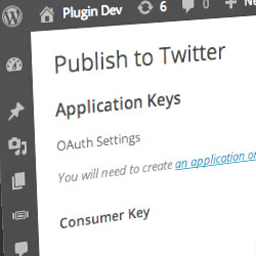 Plugin Dev 6 0
Publish to Twitter
Application Keys
OAuth Settings
You will need to create an application
Consumer Key